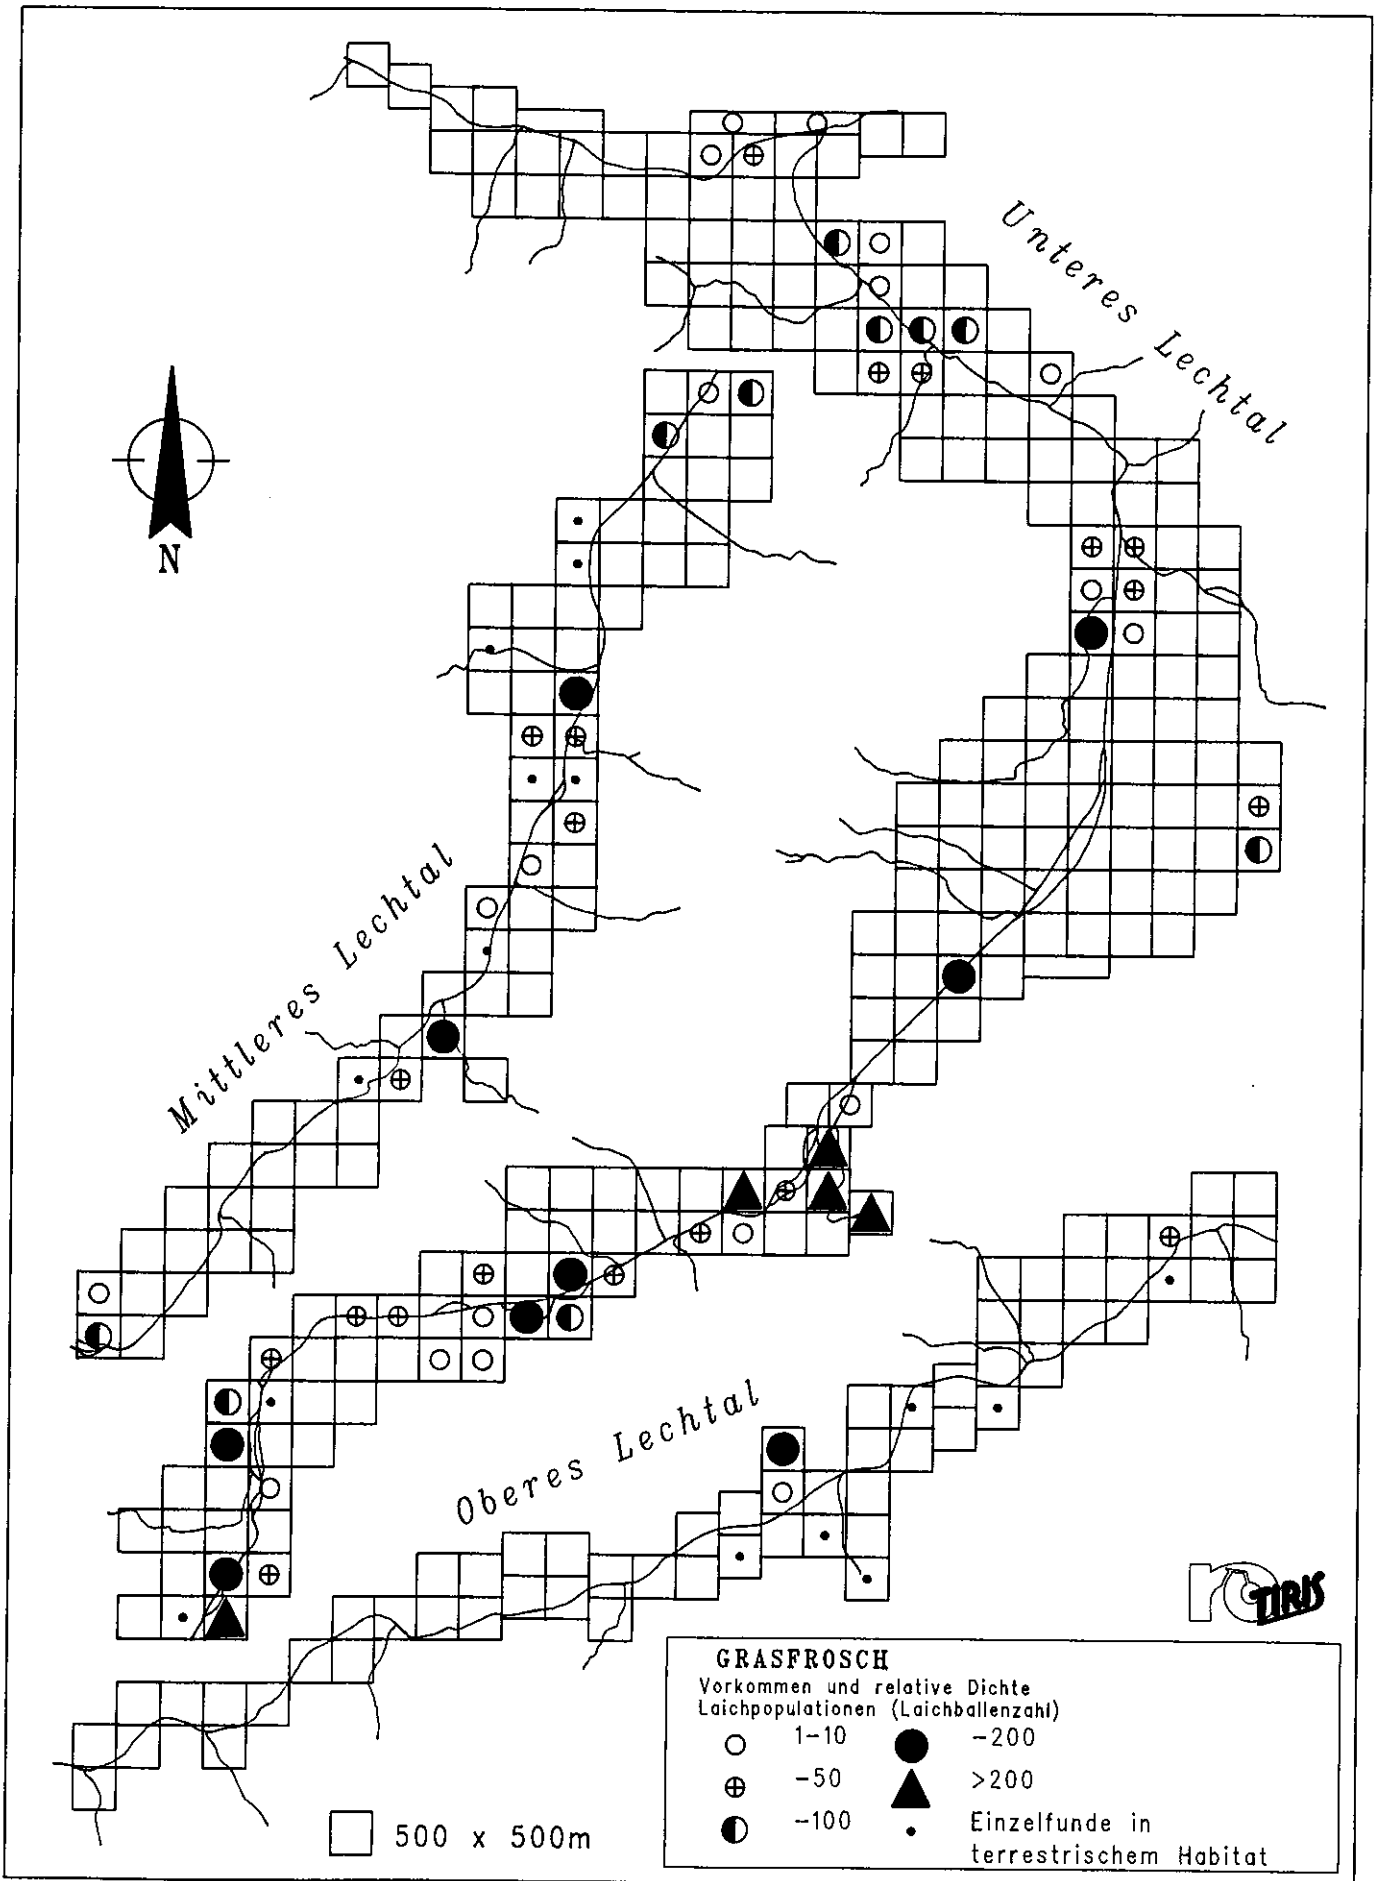 Unteres Lechtal
N
Mittleres Lechtal
Oberes Lechtal
TIRIS
GRASFROSCH
Vorkommen und relative Dichte
Laichpopulationen (Laichballenzahl)
1-10
-200
-50
>200
-100
Einzelfunde in
terrestrischem Habitat
500 x 500m